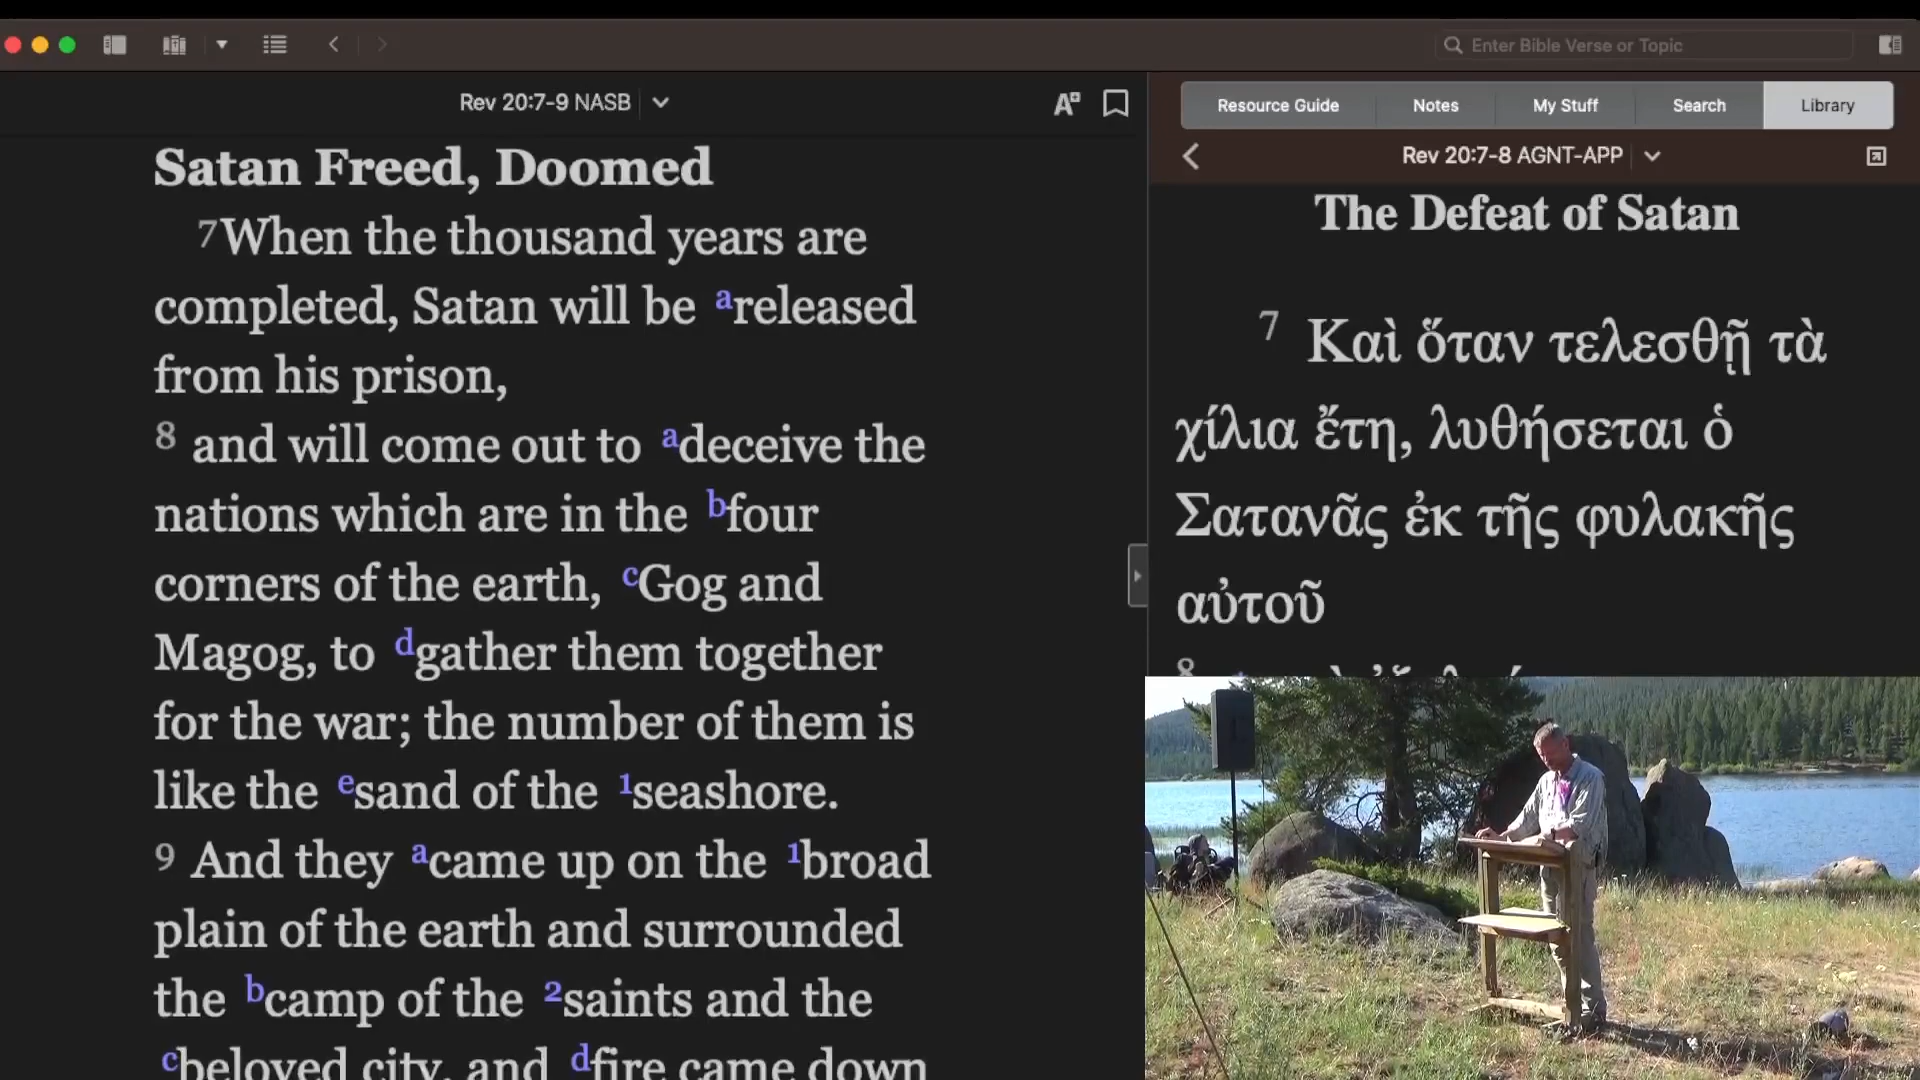 Enter Bible Verse or Topic
Rev 20:7-9 NASB
Satan Freed, Doomed
7When the thousand years are
completed, Satan will be areleased
from his prison,
8 and will come out to adeceive the
nations which are in the bfour
corners of the earth, cGog and
Magog, to dgather them together
for the war; the number of them is
like the esand of the 1seashore.
9 And they acame up on the 1broad
plain of the earth and surrounded
the bcamp of the 2saints and the
cbeloved city, and dfire came down
Resource Guide
Notes
My Stuff
Search
Library
Rev 20:7-8 AGNT-APP
The Defeat of Satan
7 Καὶ ὅταν τελεσθῇ τὰ
χίλια ἔτη, λυθήσεται ὁ
Σατανᾶς ἐκ τῆς φυλακῆς
αὐτοῦ
8